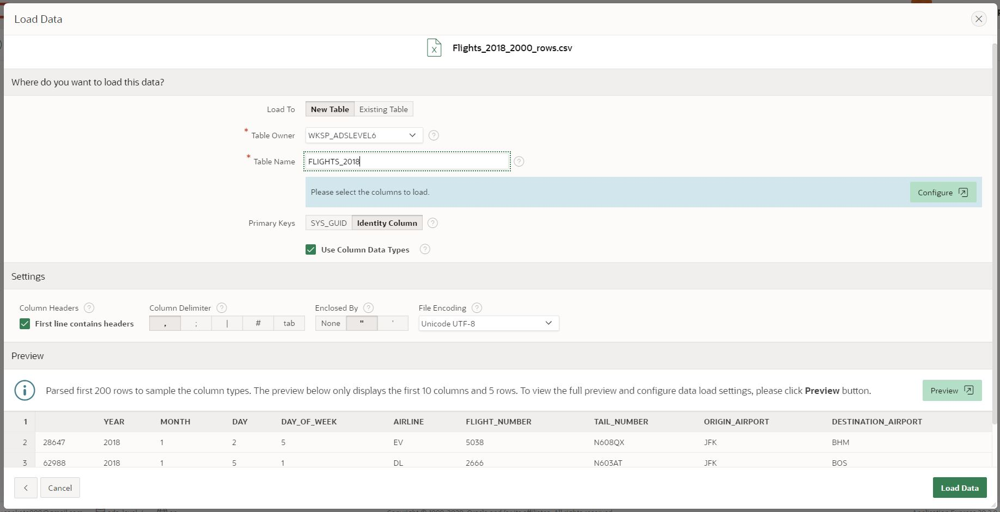 Load Data
Flights_2018_2000_rows.csv
Where do you want to load this data?
Load To New Table Existing Table
* Table Owner WKSP_ADSLEVEL6 ?
* Table Name FLIGHTS_2018 ?
Please select the columns to load. Configure
Primary Keys SYS_GUID Identity Column ?
Use Column Data Types ?
Settings
Column Headers ? Column Delimiter ? Enclosed By ? File Encoding ?
First line contains headers , ; | # tab None " ' Unicode UTF-8
Preview
Parsed first 200 rows to sample the column types. The preview below only displays the first 10 columns and 5 rows. To view the full preview and configure data load settings, please click Preview button. Preview
1 YEAR MONTH DAY DAY_OF_WEEK AIRLINE FLIGHT_NUMBER TAIL_NUMBER ORIGIN_AIRPORT DESTINATION_AIRPORT
2 28647 2018 1 2 5 EV 5038 N608QX JFK BHM
3 62988 2018 1 5 1 DL 2666 N603AT JFK BOS
< Cancel Load Data